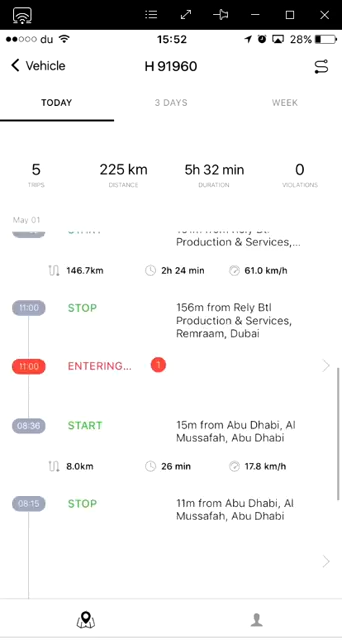 du 15:52 28%
Vehicle H 91960
TODAY 3 DAYS WEEK
5 225 km 5h 32 min 0
TRIPS DISTANCE DURATION VIOLATIONS
May 01
Production & Services,...
146.7km 2h 24 min 61.0 km/h
11:00 STOP 156m from Rely Btl
Production & Services,
Remraam, Dubai
11:00 ENTERING... 1
08:36 START 15m from Abu Dhabi, Al
Mussafah, Abu Dhabi
8.0km 26 min 17.8 km/h
08:15 STOP 11m from Abu Dhabi, Al
Mussafah, Abu Dhabi